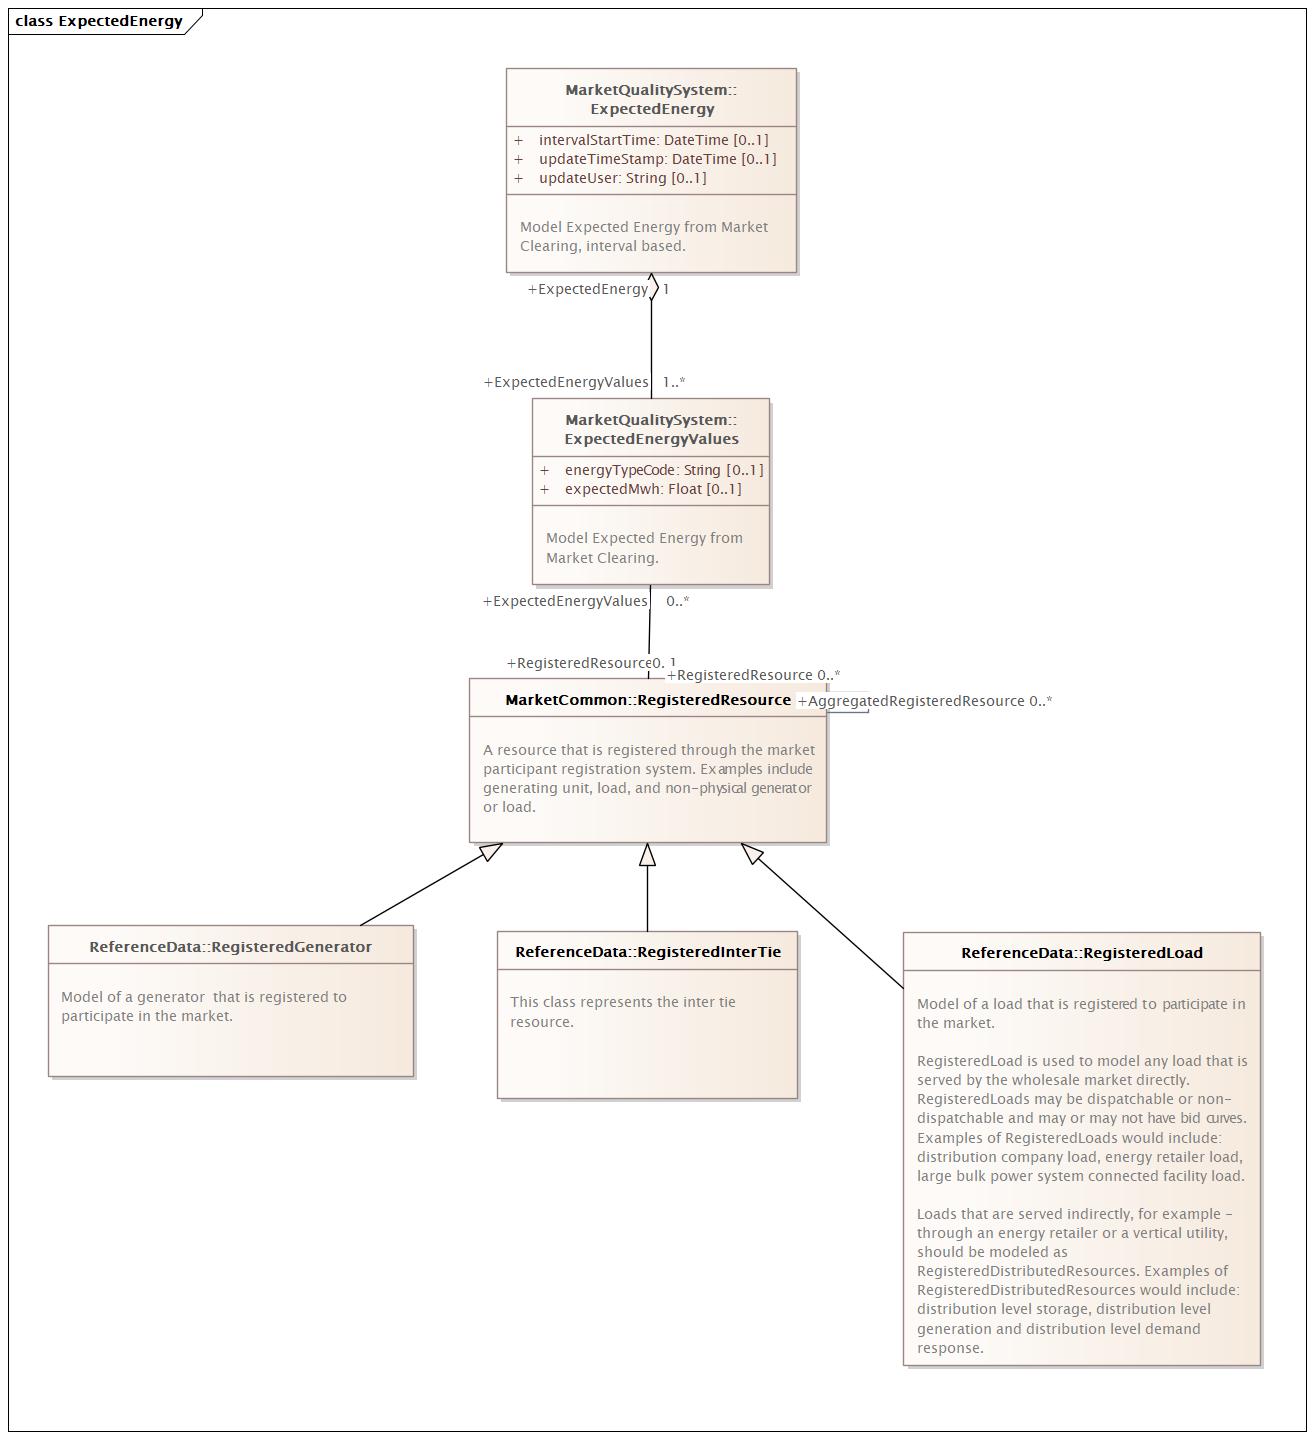 class ExpectedEnergy
MarketQualitySystem::
ExpectedEnergy
+ intervalStartTime: DateTime [0..1]
+ updateTimeStamp: DateTime [0..1]
+ updateUser: String [0..1]
Model Expected Energy from Market
Clearing, interval based.
+ExpectedEnergy 1
+ExpectedEnergyValues 1..*
MarketQualitySystem::
ExpectedEnergyValues
+ energyTypeCode: String [0..1]
+ expectedMwh: Float [0..1]
Model Expected Energy from
Market Clearing.
+ExpectedEnergyValues 0..*
+RegisteredResource 0..1
+RegisteredResource 0..*
MarketCommon::RegisteredResource
+AggregatedRegisteredResource 0..*
A resource that is registered through the market
participant registration system. Examples include
generating unit, load, and non-physical generator
or load.
ReferenceData::RegisteredGenerator
Model of a generator that is registered to
participate in the market.
ReferenceData::RegisteredInterTie
This class represents the inter tie
resource.
ReferenceData::RegisteredLoad
Model of a load that is registered to participate in
the market.
RegisteredLoad is used to model any load that is
served by the wholesale market directly.
RegisteredLoads may be dispatchable or non-
dispatchable and may or may not have bid curves.
Examples of RegisteredLoads would include:
distribution company load, energy retailer load,
large bulk power system connected facility load.
Loads that are served indirectly, for example -
through an energy retailer or a vertical utility,
should be modeled as
RegisteredDistributedResources. Examples of
RegisteredDistributedResources would include:
distribution level storage, distribution level
generation and distribution level demand
response.